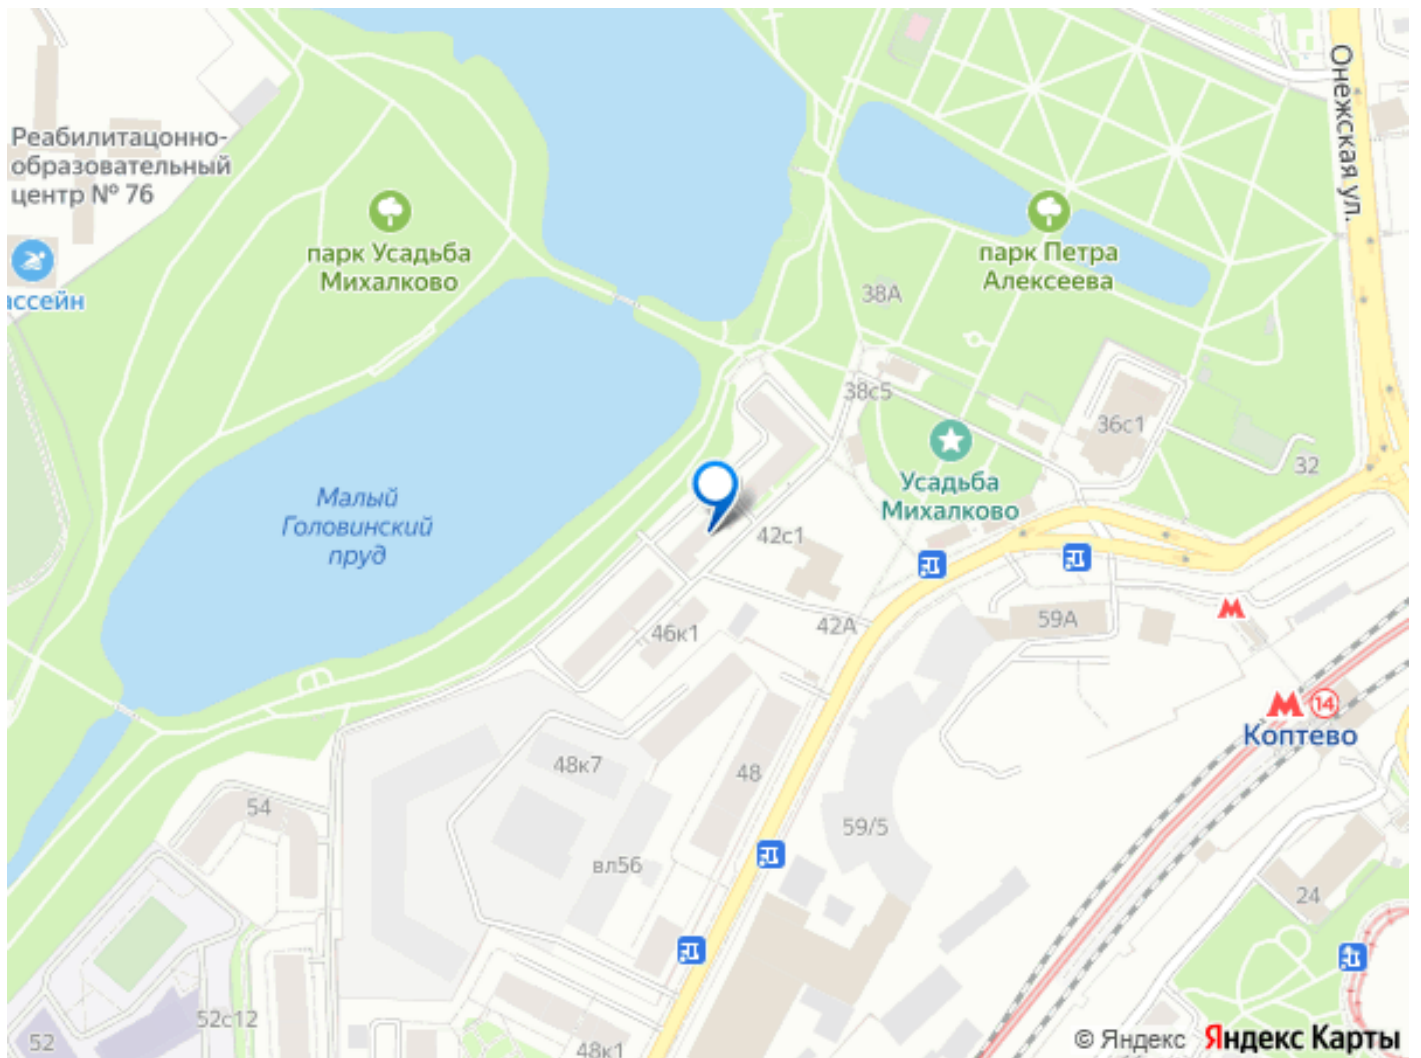 Онежская ул.
Реабилитацонно-
образовательный
центр № 76
парк Усадьба
Михалково
парк Петра
Алексеева
ассейн
38А
38с5
36с1
32
Усадьба
Михалково
Малый
Головинский
пруд
42с1
59А
46к1
42А
14
Коптево
48к7
48
54
59/5
вл56
24
52с12
52
48к1
© Яндекс Яндекс Карты